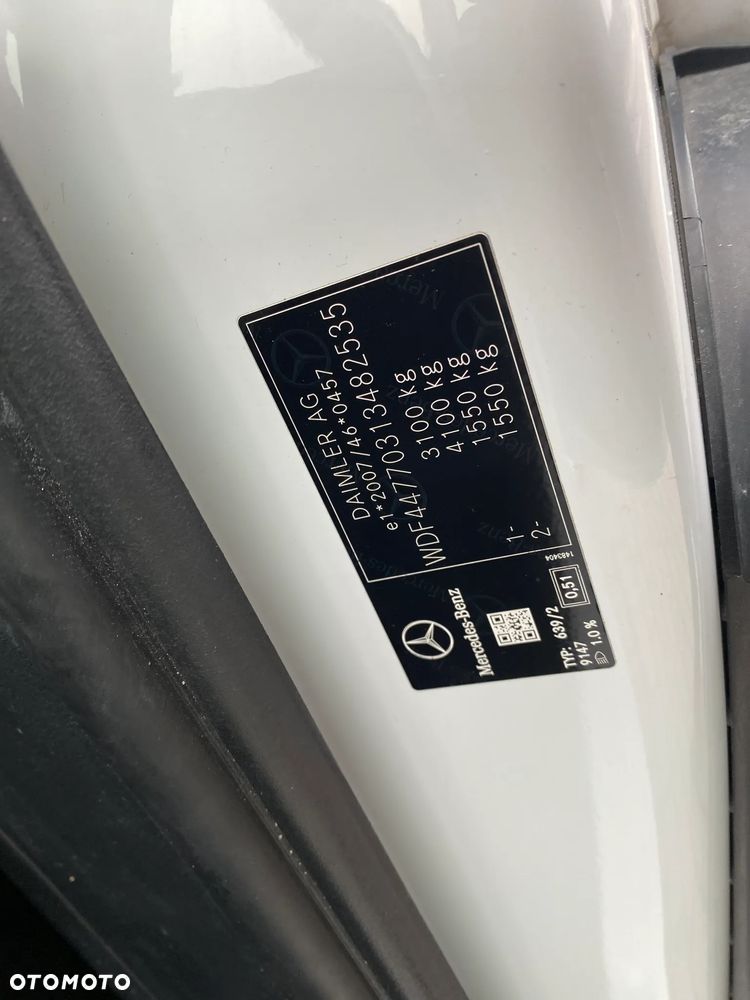 DAIMLER AG
e1*2007/46*0457
WDF44770313482535
3100 kg
4100 kg
1- 1550 kg
2- 1550 kg
1483404
Mercedes-Benz
TYP: 639/2
9147
1.0 %
0,51
OTOMOTO